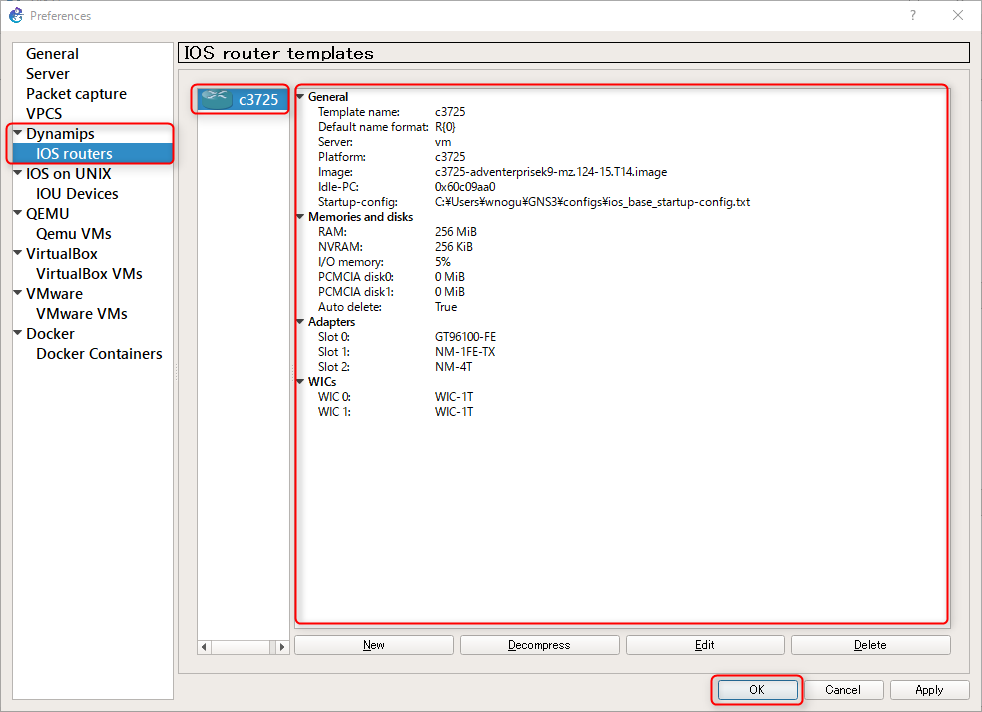 Preferences
?
General
Server
Packet capture
VPCS
Dynamips
IOS routers
IOS on UNIX
IOU Devices
QEMU
Qemu VMs
VirtualBox
VirtualBox VMs
VMware
VMware VMs
Docker
Docker Containers
IOS router templates
c3725
General
Template name: c3725
Default name format: R{0}
Server: vm
Platform: c3725
Image: c3725-adventerprisek9-mz.124-15.T14.image
Idle-PC: 0x60c09aa0
Startup-config: C:¥Users¥wnogu¥GNS3¥configs¥ios_base_startup-config.txt
Memories and disks
RAM: 256 MiB
NVRAM: 256 KiB
I/O memory: 5%
PCMCIA disk0: 0 MiB
PCMCIA disk1: 0 MiB
Auto delete: True
Adapters
Slot 0: GT96100-FE
Slot 1: NM-1FE-TX
Slot 2: NM-4T
WICs
WIC 0: WIC-1T
WIC 1: WIC-1T
New Decompress Edit Delete
OK Cancel Apply